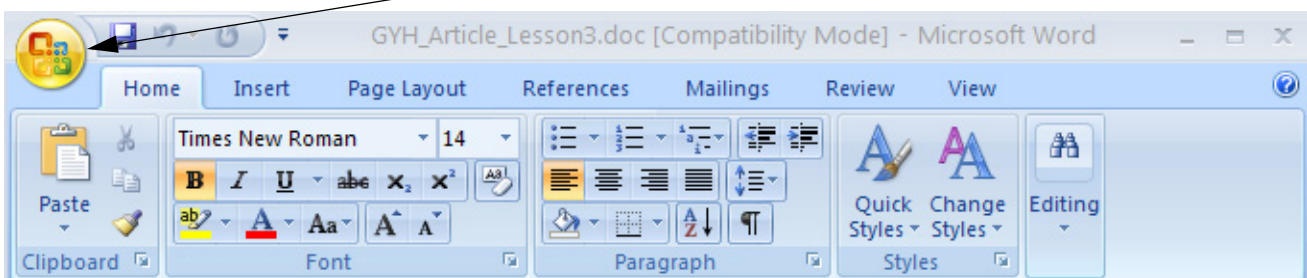 GYH_Article_Lesson3.doc [Compatibility Mode] - Microsoft Word
Home Insert Page Layout References Mailings Review View
Times New Roman 14
B I U abc x₂ x²
Paste
ab A Aa A A A Z
Quick Styles
Change Styles
Editing
Clipboard Font Paragraph Styles